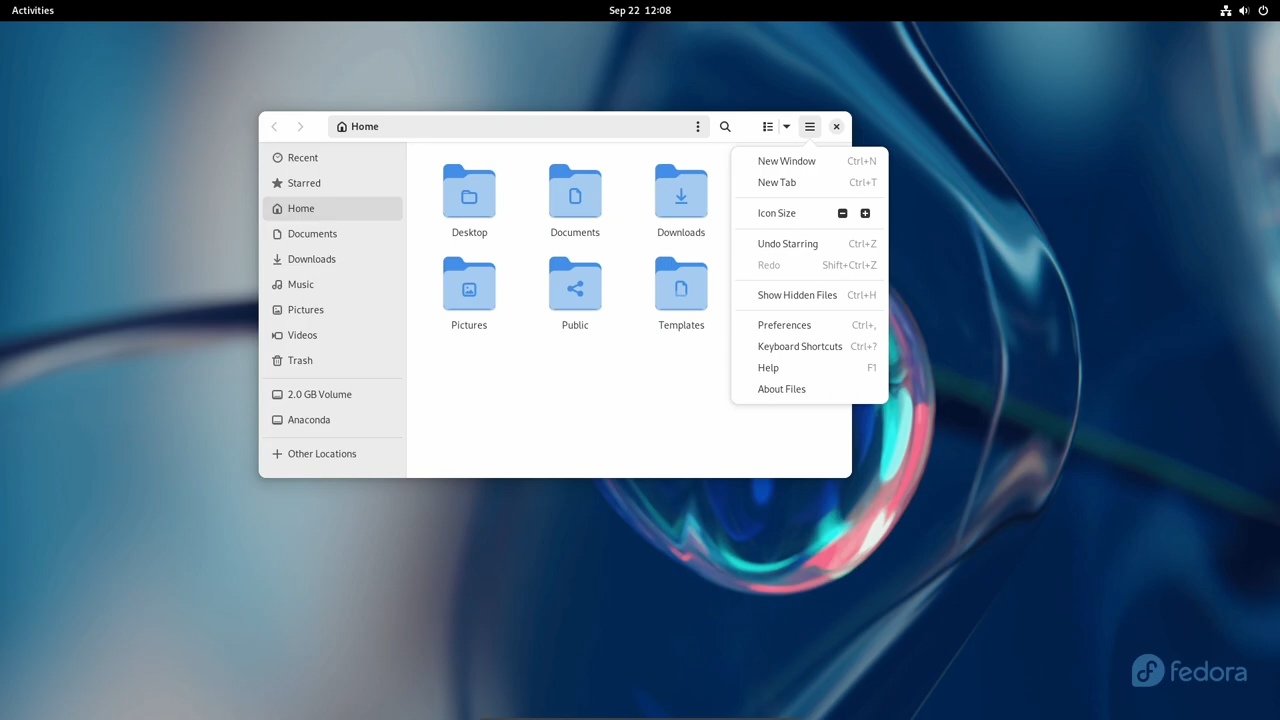 Activities
Sep 22 12:08
Home
Recent
Starred
Home
Documents
Downloads
Music
Pictures
Videos
Trash
2.0 GB Volume
Anaconda
Other Locations
Desktop
Documents
Downloads
Pictures
Public
Templates
New Window Ctrl+N
New Tab Ctrl+T
Icon Size
Undo Starring Ctrl+Z
Redo Shift+Ctrl+Z
Show Hidden Files Ctrl+H
Preferences Ctrl+,
Keyboard Shortcuts Ctrl+?
Help F1
About Files
fedora